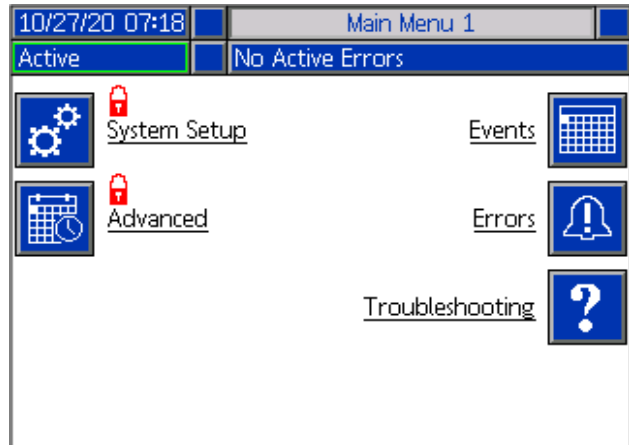 10/27/20 07:18 Main Menu 1
Active No Active Errors
System Setup Events
Advanced Errors
Troubleshooting